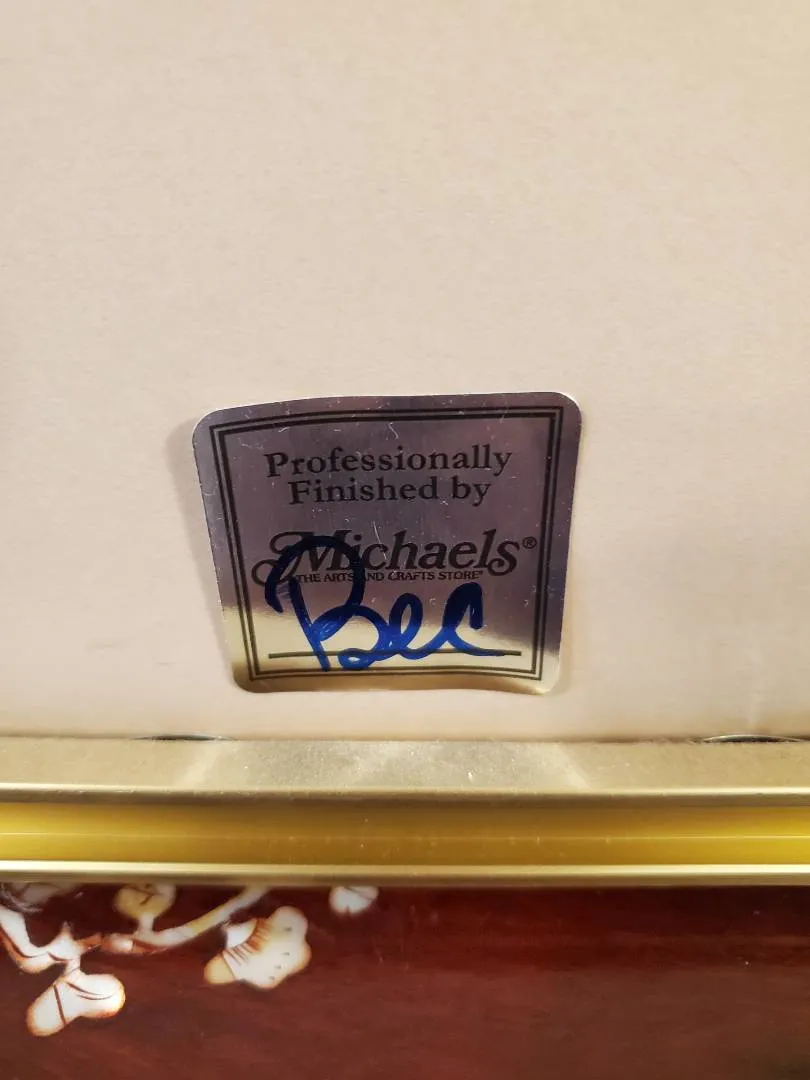 Professionally
Finished by
Michaels®
THE ARTS AND CRAFTS STORE®
Bec